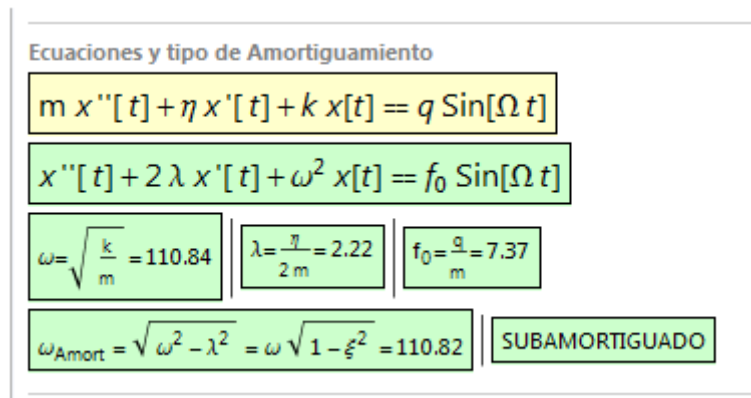 Ecuaciones y tipo de Amortiguamiento
m x''[t]+η x'[t]+k x[t] == q Sin[Ω t]
x''[t]+2 λ x'[t]+ω² x[t] == f₀ Sin[Ω t]
ω=√(k/m) =110.84 λ=η/(2 m)=2.22 f₀=q/m=7.37
ω_Amort = √(ω² − λ²) = ω √(1 − ξ²) =110.82 SUBAMORTIGUADO